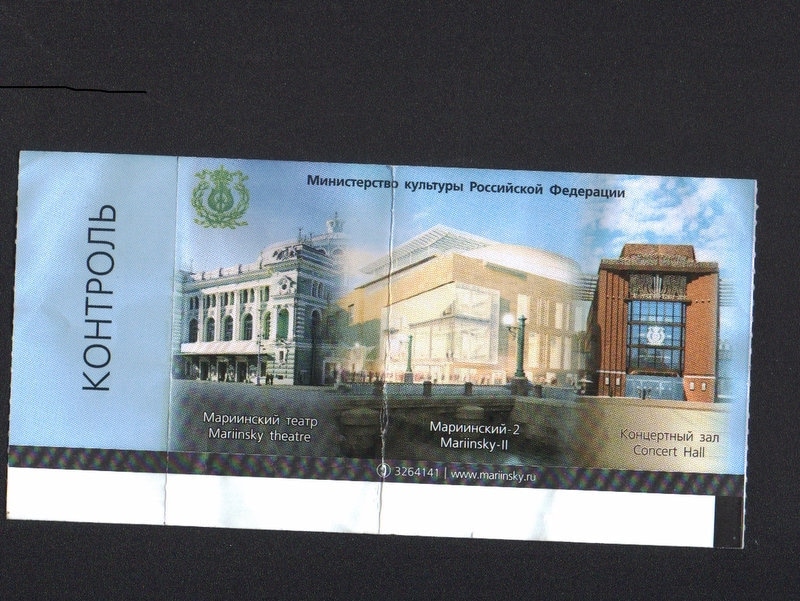 КОНТРОЛЬ
Министерство культуры Российской Федерации
Мариинский театр
Mariinsky theatre
Мариинский-2
Mariinsky-II
Концертный зал
Concert Hall
3264141 | www.mariinsky.ru